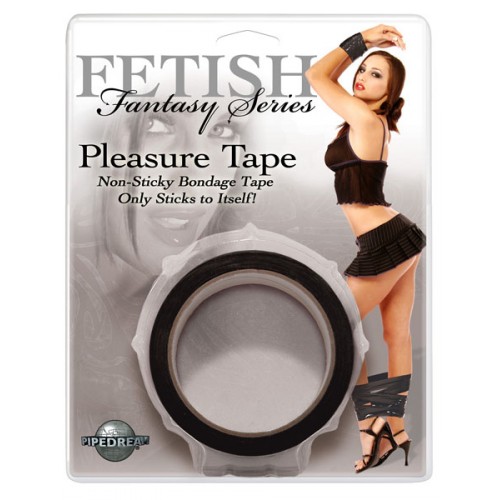 FETISH
Fantasy Series
Pleasure Tape
Non-Sticky Bondage Tape
Only Sticks to Itself!
PIPEDREAM